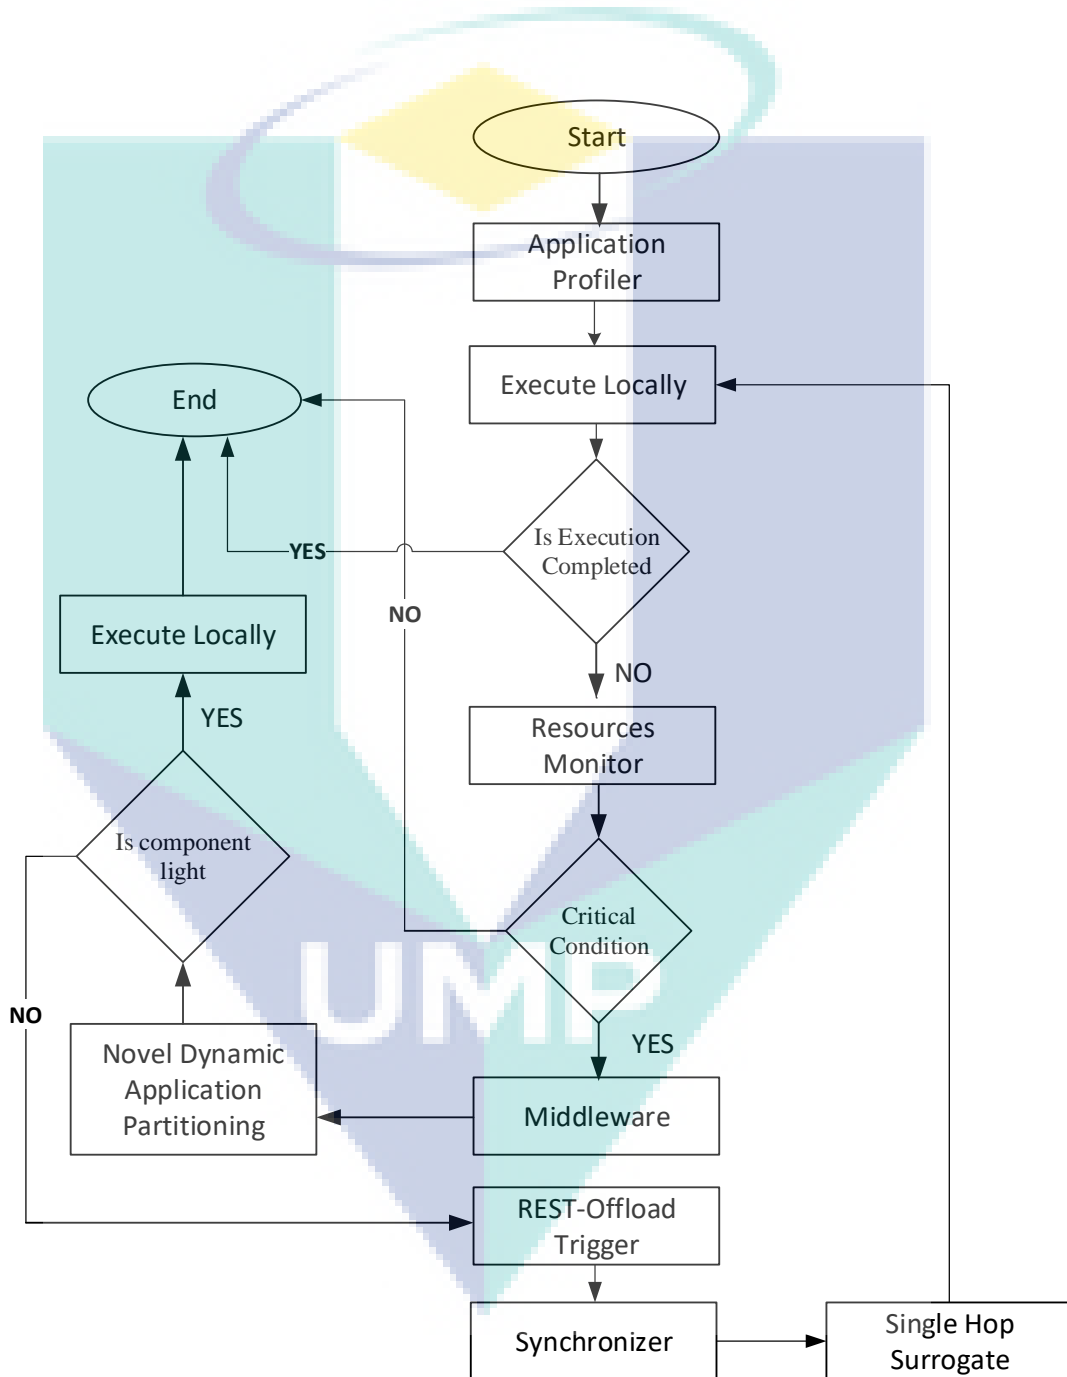 Start
Application
Profiler
Execute Locally
End
Is Execution
Completed
YES
NO
Execute Locally
NO
YES
Resources
Monitor
Is component
light
Critical
Condition
UMP
NO
YES
Novel Dynamic
Application
Partitioning
Middleware
REST-Offload
Trigger
Synchronizer
Single Hop
Surrogate